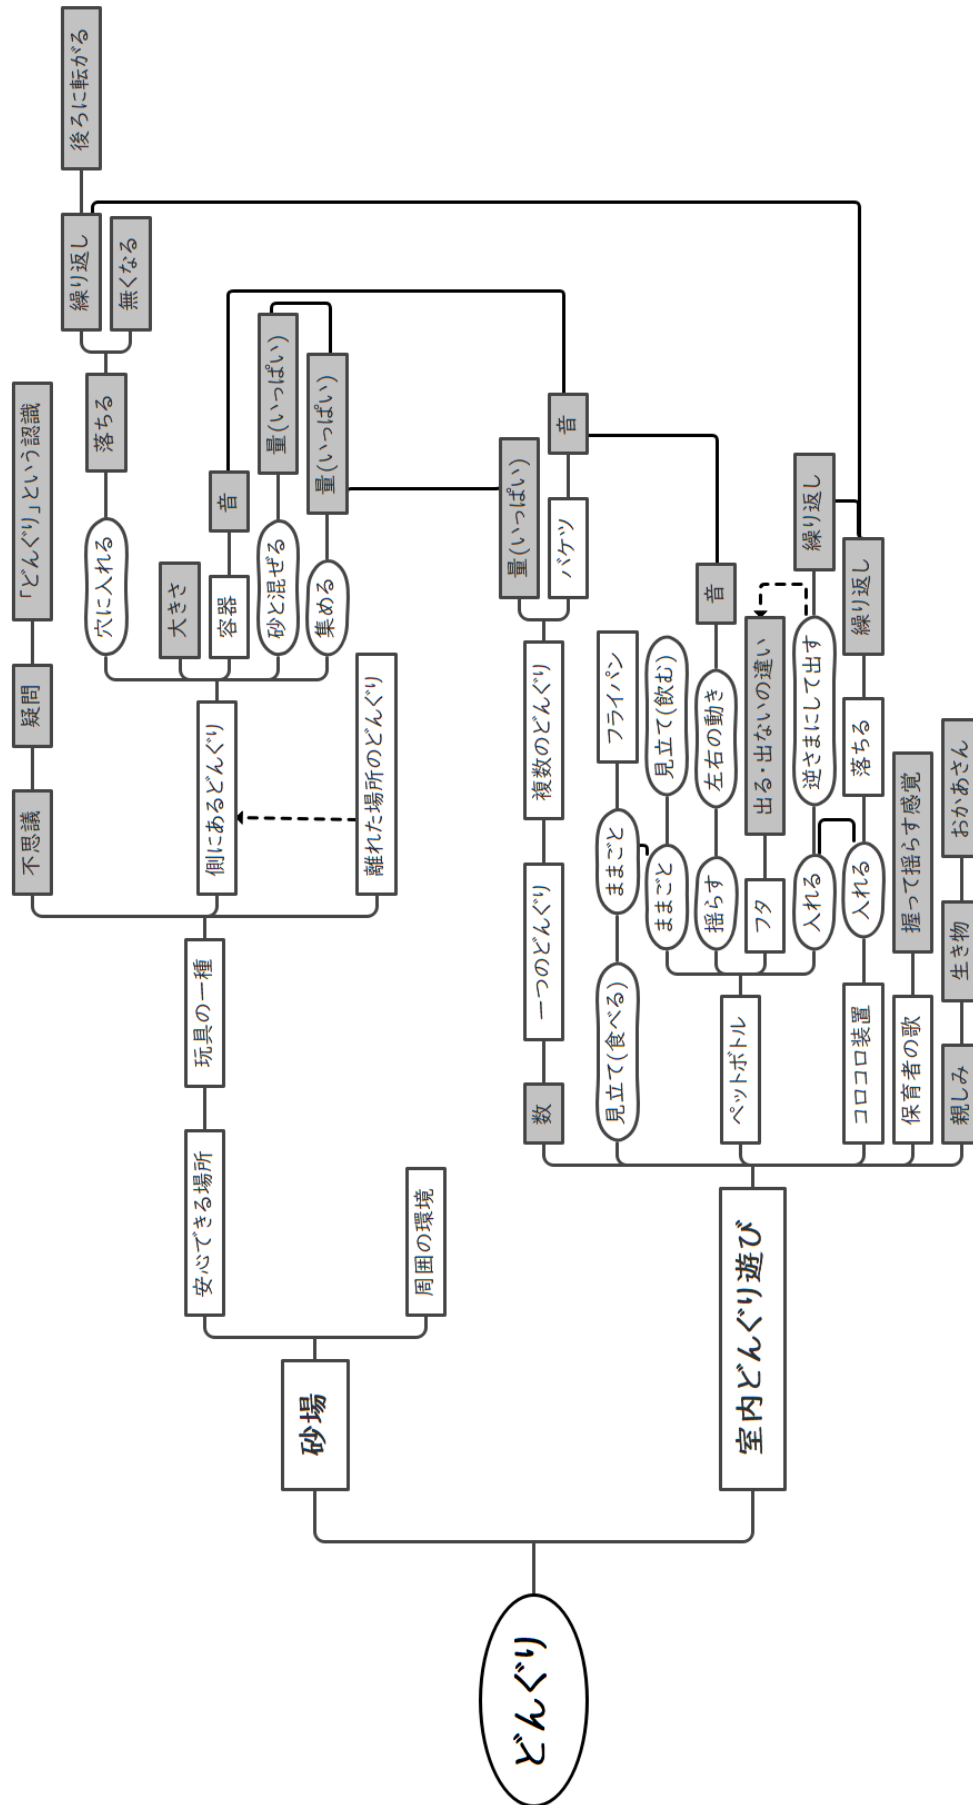 どんぐり
砂場
安心できる場所
玩具の一種
不思議
疑問
「どんぐり」という認識
側にあるどんぐり
穴に入れる
落ちる
繰り返し
後ろに転がる
無くなる
大きさ
容器
音
砂と混ぜる
量(いっぱい)
集める
量(いっぱい)
離れた場所のどんぐり
周囲の環境
室内どんぐり遊び
数
一つのどんぐり
複数のどんぐり
量(いっぱい)
バケツ
音
見立て(食べる)
ままごと
フライパン
ペットボトル
ままごと
見立て(飲む)
揺らす
左右の動き
音
フタ
出る・出ないの違い
入れる
逆さまにして出す
繰り返し
コロコロ装置
入れる
落ちる
繰り返し
保育者の歌
握って揺らす感覚
親しみ
生き物
おかあさん